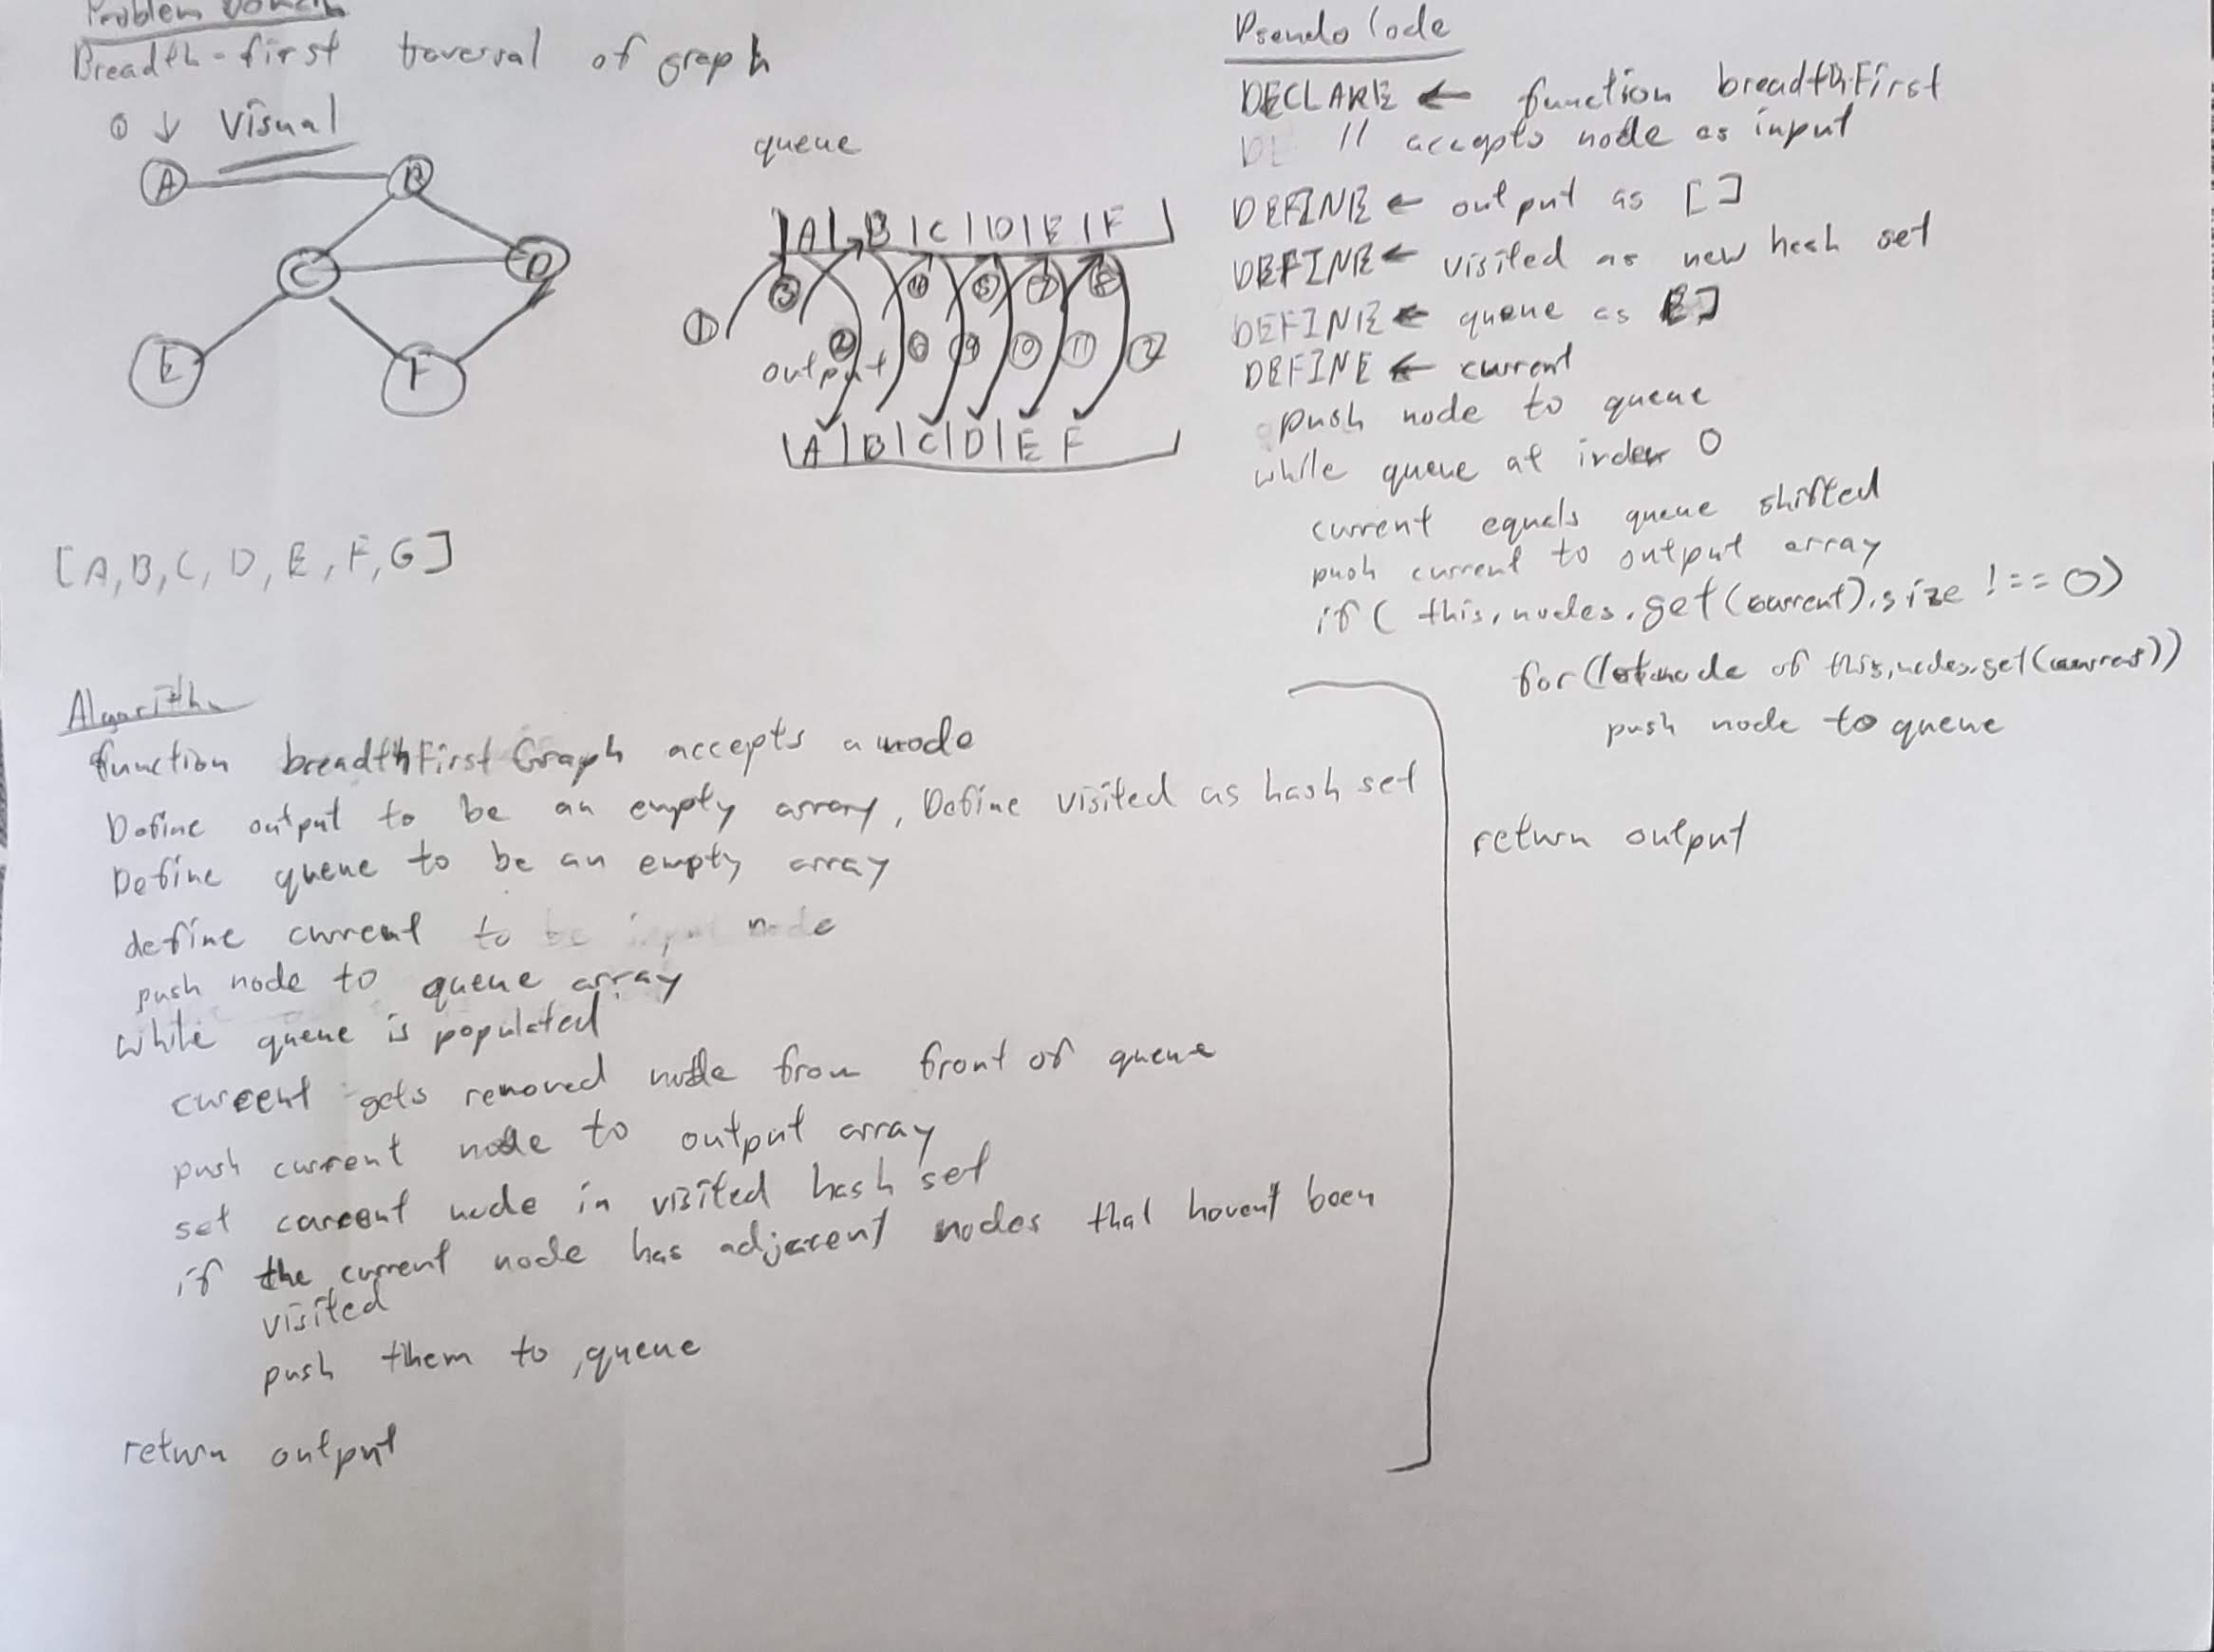 Problem Domain
Breadth-first traversal of graph
↓ Visual
A
B
C
D
E
F
queue
|A|B|C|D|E|F]
③ ④ ⑤ ⑦ ⑧
①
② ⑥ ⑨ ⑩ ⑪ ⑫
output
|A|B|C|D|E F]
[A, B, C, D, E, F, G]
Algorithm
function breadthFirst Graph accepts a node
Define output to be an empty array, Define visited as hash set
Define queue to be an empty array
define current to be input node
push node to queue array
while queue is populated
current gets removed node from front of queue
push current node to output array
set current node in visited hash set
if the current node has adjacent nodes that haven't been
visited
push them to queue
return output
Pseudo Code
DECLARE ← function breadthFirst
// accepts node as input
DEFINE ← output as []
DEFINE ← visited as new hash set
DEFINE ← queue as []
DEFINE ← current
push node to queue
while queue at index 0
current equals queue shifted
push current to output array
if (this.nodes.get(current).size !== 0)
for(let node of this.nodes.get(current))
push node to queue
return output